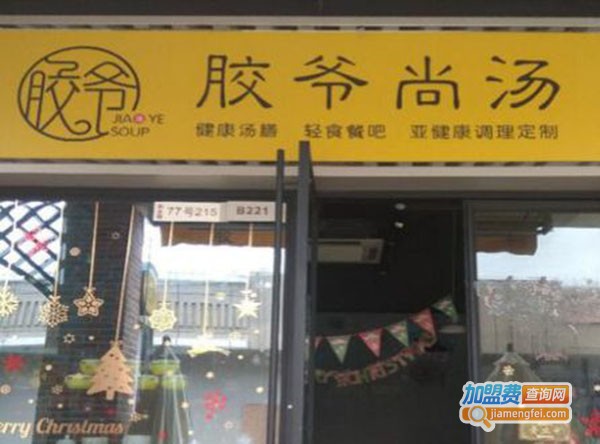 胶爷
JIAO YE
SOUP
胶爷尚汤
健康汤膳 轻食餐吧 亚健康调理定制
77号215 B221
Merry Christmas
加盟费查询网
jiamengfei.com